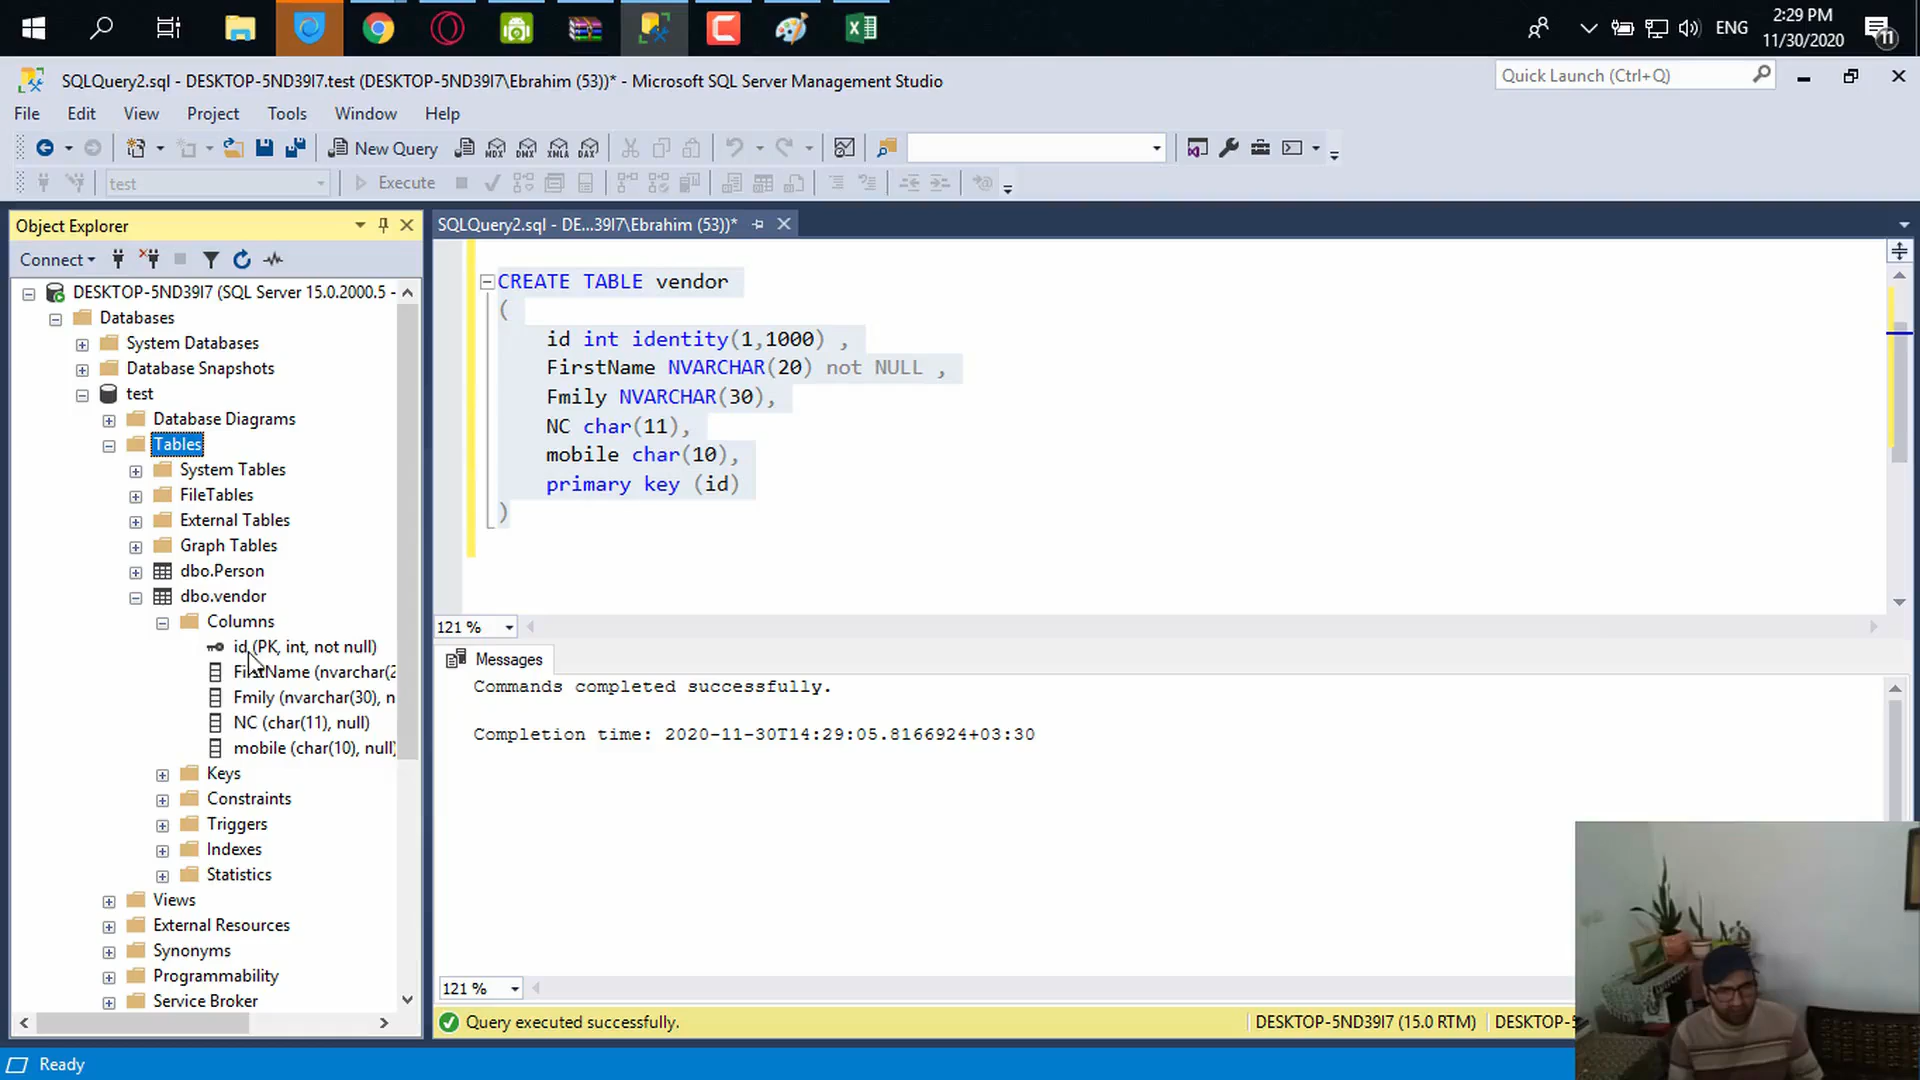 ENG
2:29 PM
11/30/2020
11
SQLQuery2.sql - DESKTOP-5ND39I7.test (DESKTOP-5ND39I7\Ebrahim (53))* - Microsoft SQL Server Management Studio
Quick Launch (Ctrl+Q)
File Edit View Project Tools Window Help
New Query
MDX DMX XMLA DAX
test
Execute
Object Explorer
Connect
DESKTOP-5ND39I7 (SQL Server 15.0.2000.5 -
Databases
System Databases
Database Snapshots
test
Database Diagrams
Tables
System Tables
FileTables
External Tables
Graph Tables
dbo.Person
dbo.vendor
Columns
id (PK, int, not null)
FirstName (nvarchar(2
Fmily (nvarchar(30), n
NC (char(11), null)
mobile (char(10), null)
Keys
Constraints
Triggers
Indexes
Statistics
Views
External Resources
Synonyms
Programmability
Service Broker
SQLQuery2.sql - DE...39I7\Ebrahim (53))*
CREATE TABLE vendor
(
id int identity(1,1000) ,
FirstName NVARCHAR(20) not NULL ,
Fmily NVARCHAR(30),
NC char(11),
mobile char(10),
primary key (id)
)
121 %
Messages
Commands completed successfully.
Completion time: 2020-11-30T14:29:05.8166924+03:30
121 %
Query executed successfully.
DESKTOP-5ND39I7 (15.0 RTM)
DESKTOP-5
Ready